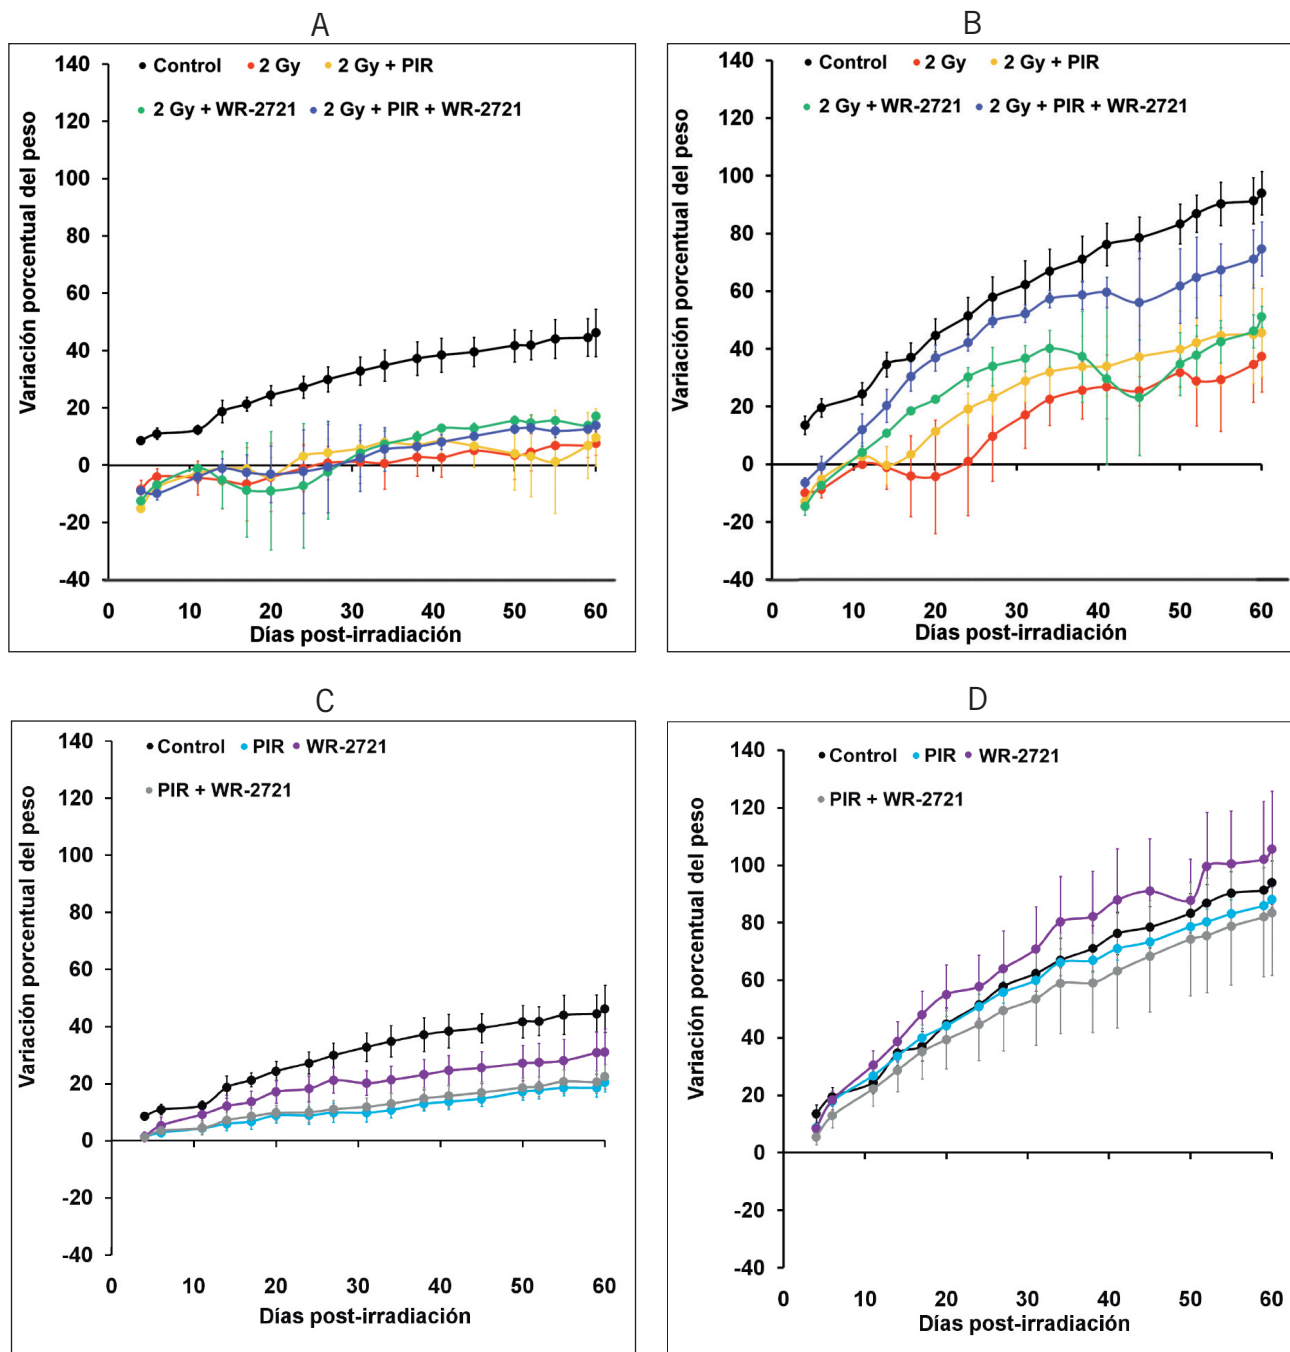 A
Variación porcentual del peso
140
120
100
80
60
40
20
0
-20
-40
Control 2 Gy 2 Gy + PIR
2 Gy + WR-2721 2 Gy + PIR + WR-2721
0 10 20 30 40 50 60
Días post-irradiación
B
Variación porcentual del peso
140
120
100
80
60
40
20
0
-20
-40
Control 2 Gy 2 Gy + PIR
2 Gy + WR-2721 2 Gy + PIR + WR-2721
0 10 20 30 40 50 60
Días post-irradiación
C
Variación porcentual del peso
140
120
100
80
60
40
20
0
-20
-40
Control PIR WR-2721
PIR + WR-2721
0 10 20 30 40 50 60
Días post-irradiación
D
Variación porcentual del peso
140
120
100
80
60
40
20
0
-20
-40
Control PIR WR-2721
PIR + WR-2721
0 10 20 30 40 50 60
Días post-irradiación